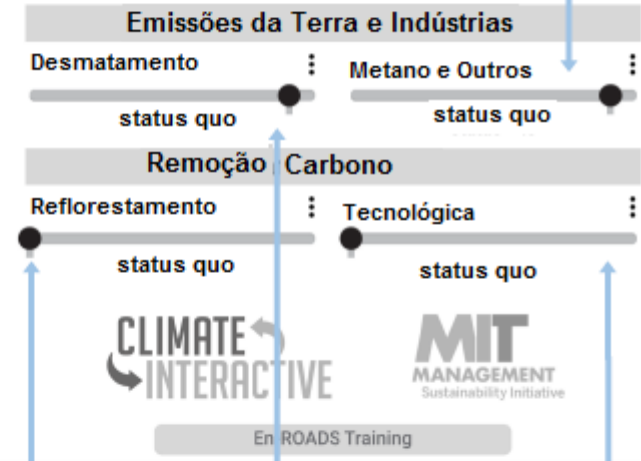 Emissões da Terra e Indústrias
Desmatamento
Metano e Outros
status quo
status quo
Remoção Carbono
Reflorestamento
Tecnológica
status quo
status quo
CLIMATE
INTERACTIVE
MIT
MANAGEMENT
Sustainability Initiative
En-ROADS Training